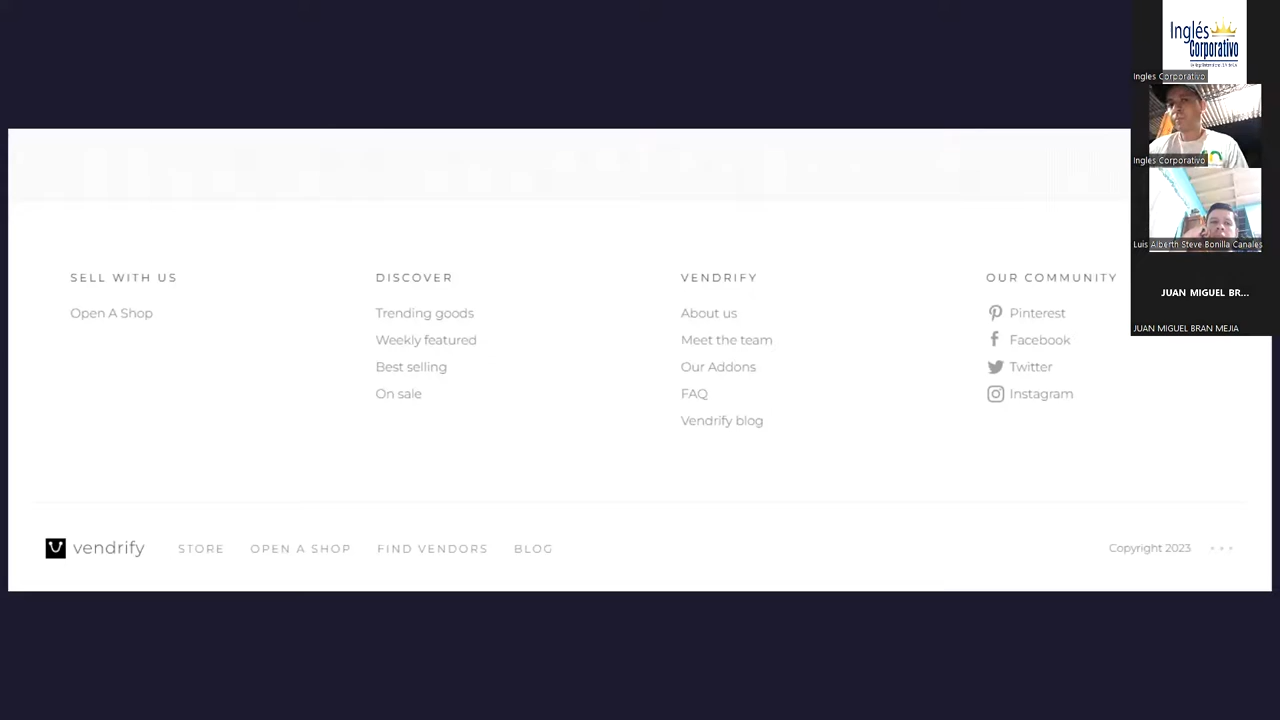 SELL WITH US
Open A Shop
DISCOVER
Trending goods
Weekly featured
Best selling
On sale
VENDRIFY
About us
Meet the team
Our Addons
FAQ
Vendrify blog
OUR COMMUNITY
Pinterest
Facebook
Twitter
Instagram
vendrify
STORE
OPEN A SHOP
FIND VENDORS
BLOG
Copyright 2023
Inglés
Corporativo
Ingles Corporativo
Ingles Corporativo
Luis Alberth Steve Bonilla Canales
JUAN MIGUEL BR...
JUAN MIGUEL BRAN MEJIA